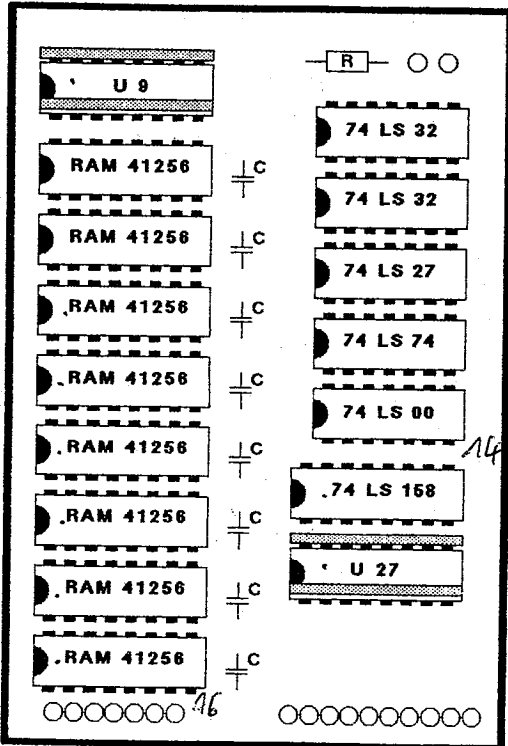 U 9
RAM 41256
C
RAM 41256
C
RAM 41256
C
RAM 41256
C
RAM 41256
C
RAM 41256
C
RAM 41256
C
RAM 41256
C
16
R
74 LS 32
74 LS 32
74 LS 27
74 LS 74
74 LS 00
14
74 LS 158
U 27